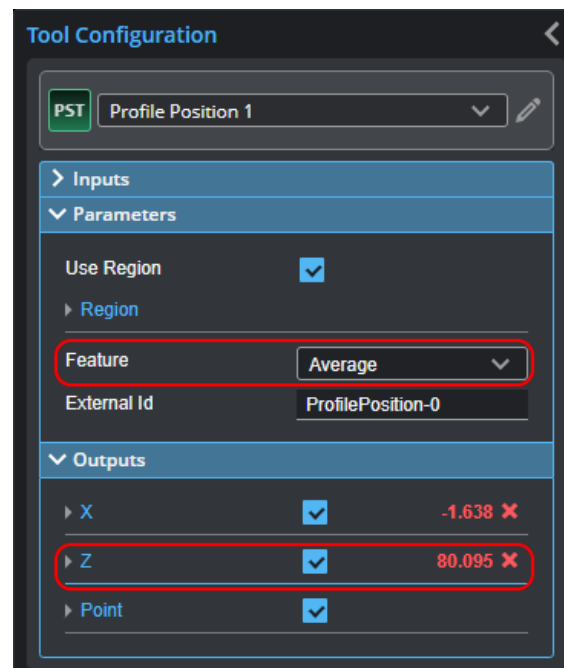 Tool Configuration
PST Profile Position 1
Inputs
Parameters
Use Region
Region
Feature Average
External Id ProfilePosition-0
Outputs
X -1.638
Z 80.095
Point